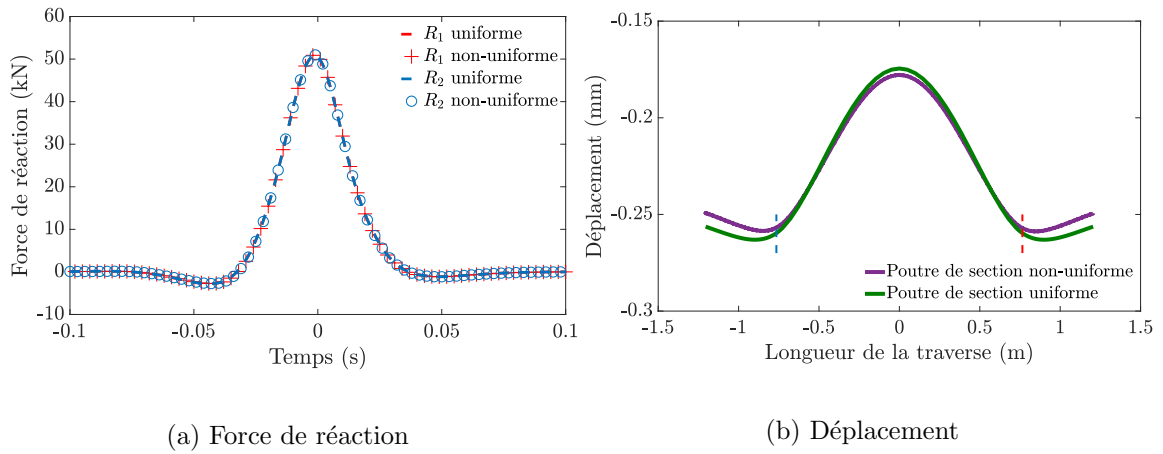 60
50
40
30
20
10
0
-10
-0.1
-0.05
0
0.05
0.1
Force de réaction (kN)
Temps (s)
R1 uniforme
R1 non-uniforme
R2 uniforme
R2 non-uniforme
(a) Force de réaction
-0.15
-0.2
-0.25
-0.3
-1.5
-1
-0.5
0
0.5
1
1.5
Déplacement (mm)
Longueur de la traverse (m)
Poutre de section non-uniforme
Poutre de section uniforme
(b) Déplacement